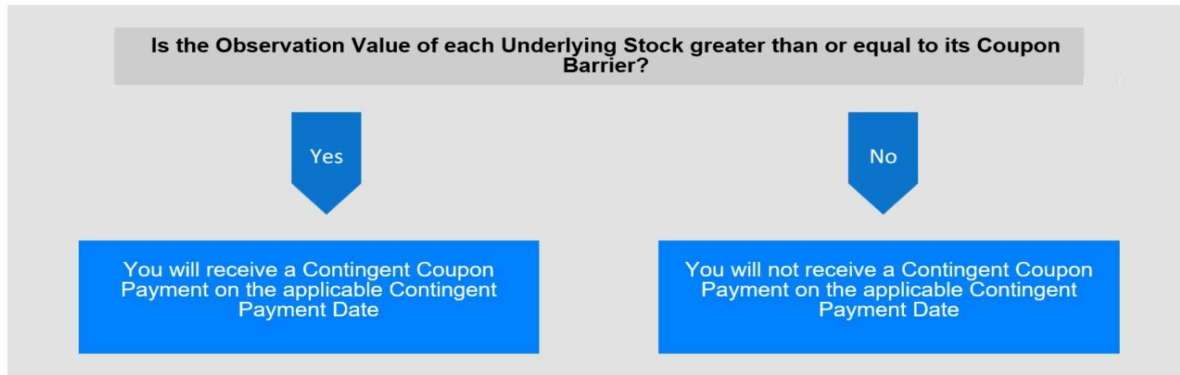 Is the Observation Value of each Underlying Stock greater than or equal to its Coupon
Barrier?
Yes
No
You will receive a Contingent Coupon
Payment on the applicable Contingent
Payment Date
You will not receive a Contingent Coupon
Payment on the applicable Contingent
Payment Date